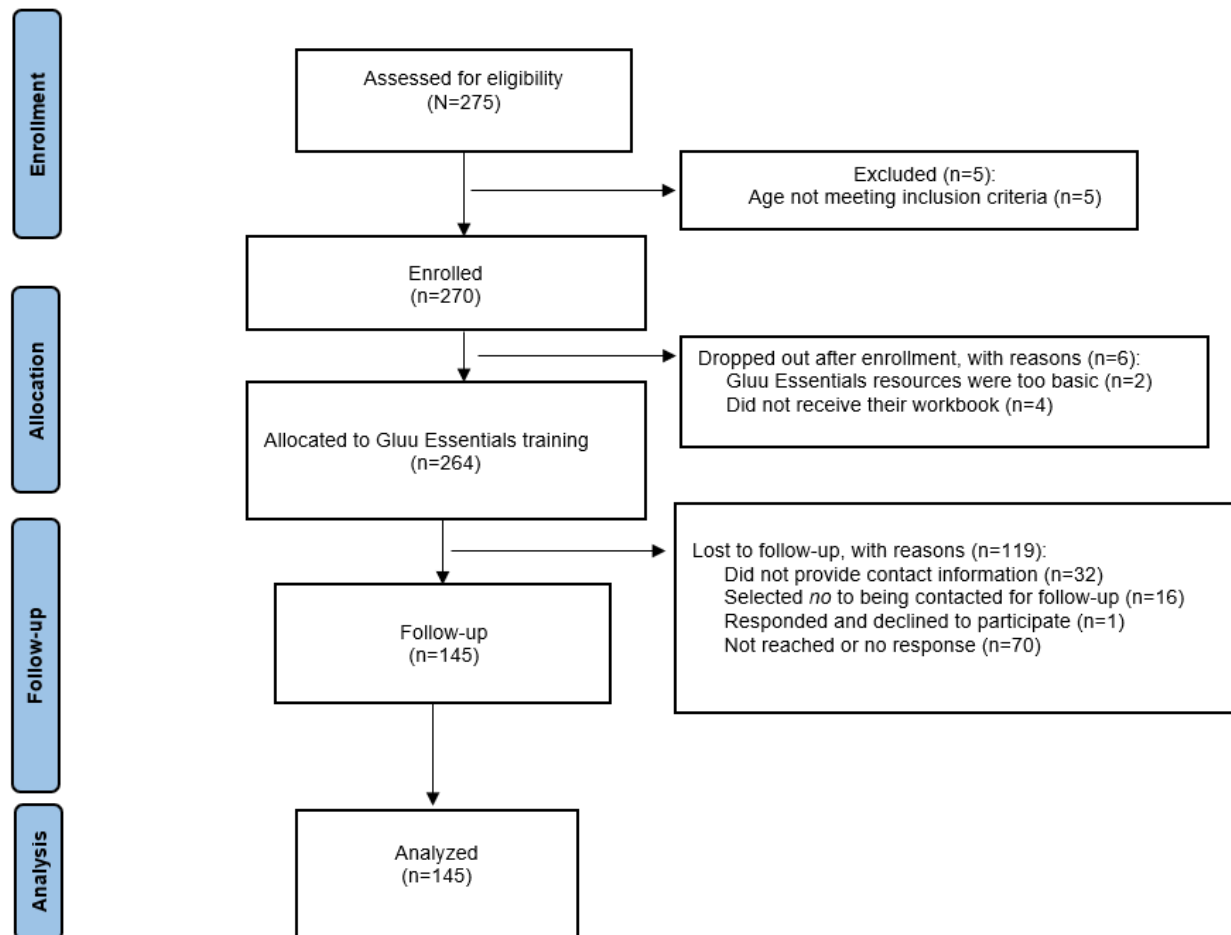 Enrollment
Assessed for eligibility
(N=275)
Excluded (n=5):
Age not meeting inclusion criteria (n=5)
Enrolled
(n=270)
Allocation
Dropped out after enrollment, with reasons (n=6):
Gluu Essentials resources were too basic (n=2)
Did not receive their workbook (n=4)
Allocated to Gluu Essentials training
(n=264)
Follow-up
Lost to follow-up, with reasons (n=119):
Did not provide contact information (n=32)
Selected no to being contacted for follow-up (n=16)
Responded and declined to participate (n=1)
Not reached or no response (n=70)
Follow-up
(n=145)
Analysis
Analyzed
(n=145)